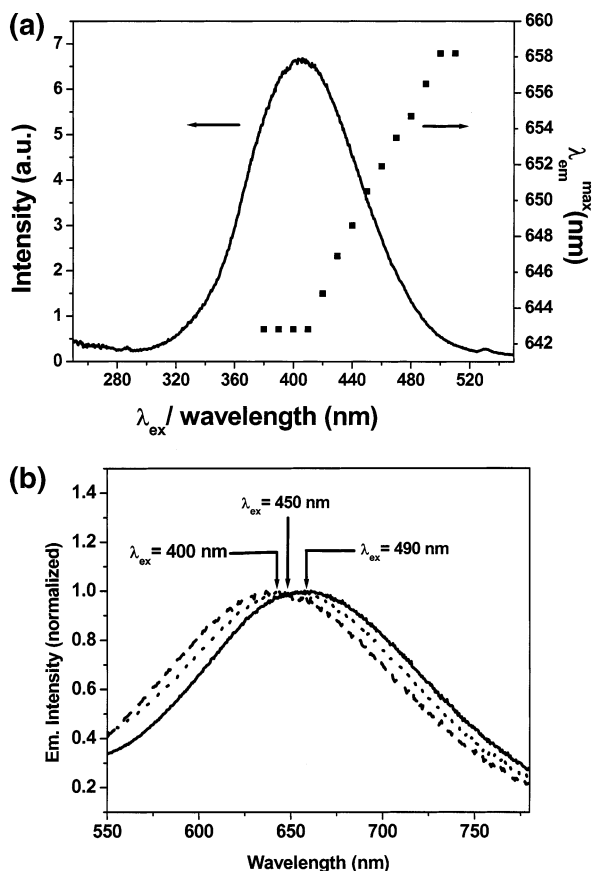 (a)
7
6
5
4
3
2
1
0
Intensity (a.u.)
660
658
656
654
652
650
648
646
644
642
λem max (nm)
280 320 360 400 440 480 520
λex/ wavelength (nm)
(b)
1.4
1.2
1.0
0.8
0.6
0.4
0.2
Em. Intensity (normalized)
λex= 450 nm
λex= 400 nm
λex= 490 nm
550 600 650 700 750
Wavelength (nm)